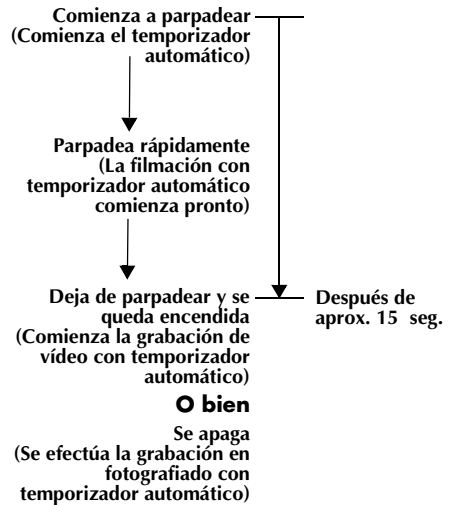 Comienza a parpadear
(Comienza el temporizador
automático)
Parpadea rápidamente
(La filmación con
temporizador automático
comienza pronto)
Deja de parpadear y se
queda encendida
(Comienza la grabación de
vídeo con temporizador
automático)
Después de
aprox. 15 seg.
O bien
Se apaga
(Se efectúa la grabación en
fotografiado con
temporizador automático)